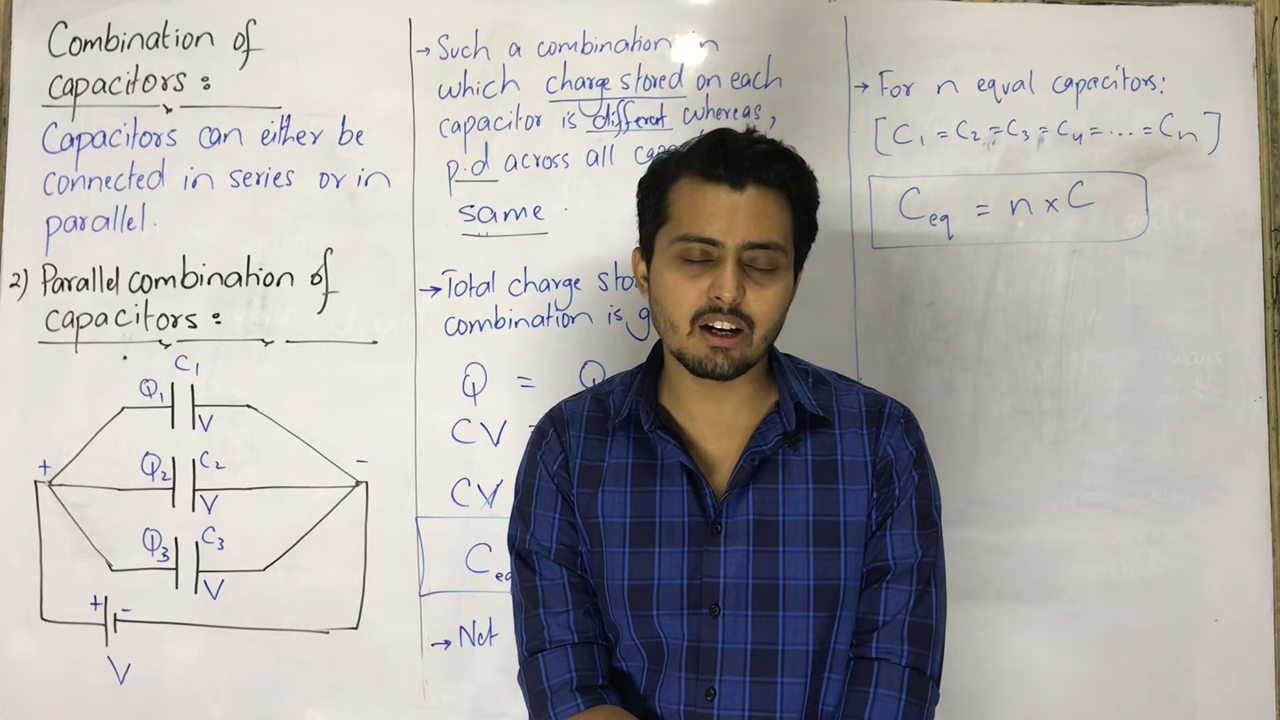 Combination of
capacitors:
Capacitors can either be
connected in series or in
parallel.
2) Parallel combination of
capacitors:
C1
Q1
V
+
-
Q2
C2
V
Q3
C3
V
+ -
V
→ Such a combination in
which charge stored on each
capacitor is different whereas,
p.d across all
same.
→ Total charge
combination is
Q = Q
CV =
CV
Ceq
→ Net
→ For n equal capacitors:
[C1 = C2 = C3 = C4 = ... = Cn]
Ceq = n × C